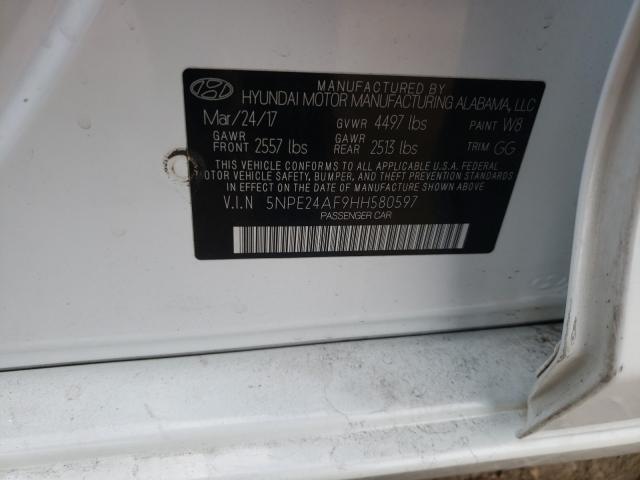 MANUFACTURED BY
HYUNDAI MOTOR MANUFACTURING ALABAMA, LLC
Mar/24/17 GVWR 4497 lbs PAINT W8
GAWR FRONT 2557 lbs GAWR REAR 2513 lbs TRIM GG
THIS VEHICLE CONFORMS TO ALL APPLICABLE U.S.A. FEDERAL
MOTOR VEHICLE SAFETY, BUMPER, AND THEFT PREVENTION STANDARDS
IN EFFECT ON THE DATE OF MANUFACTURE SHOWN ABOVE.
V.I.N 5NPE24AF9HH580597
PASSENGER CAR